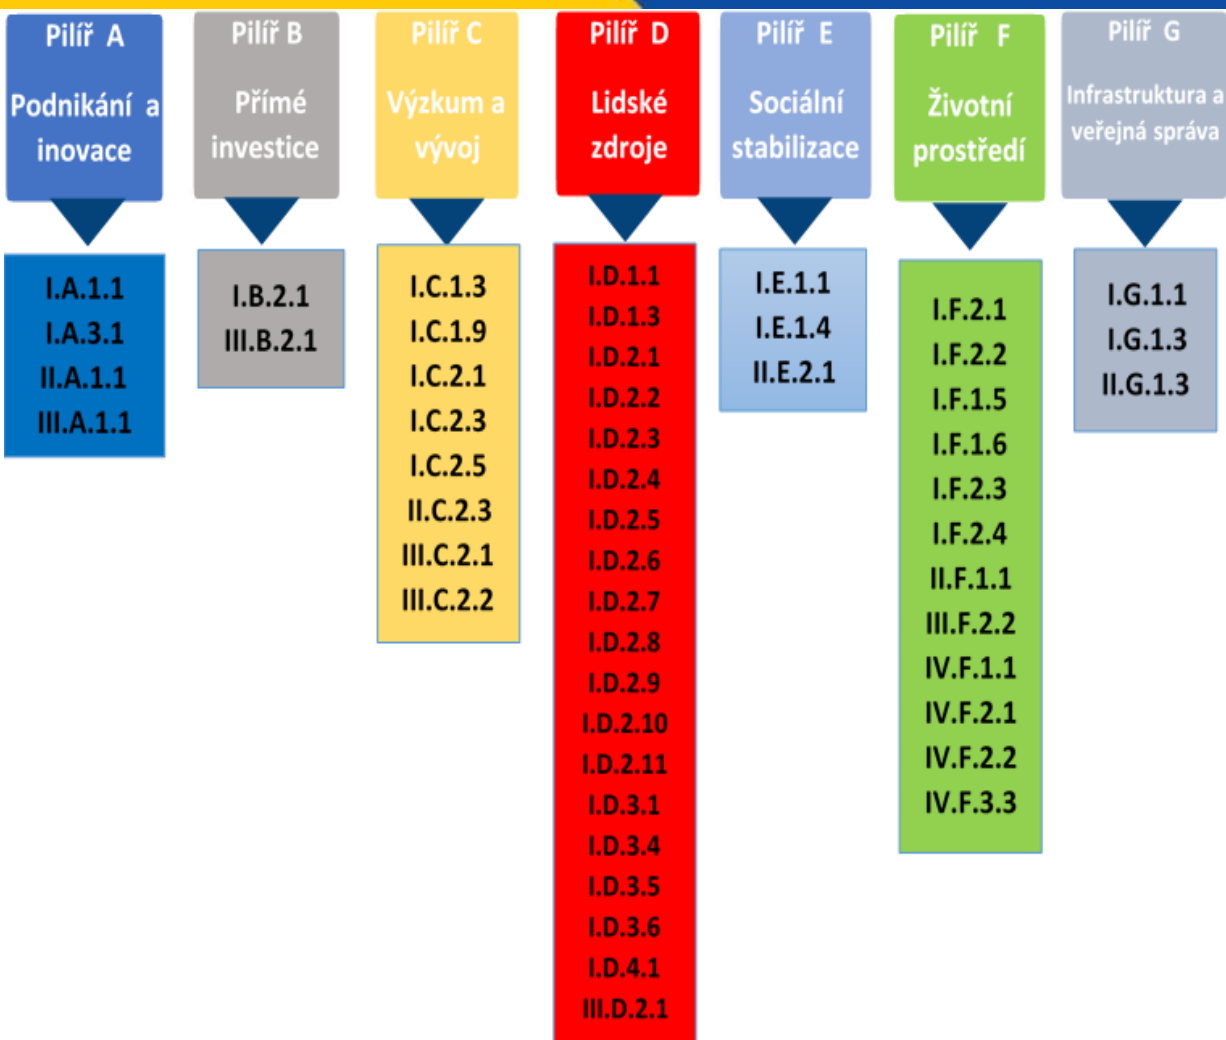 Pilíř A
Podnikání a
inovace
I.A.1.1
I.A.3.1
II.A.1.1
III.A.1.1
Pilíř B
Přímé
investice
I.B.2.1
III.B.2.1
Pilíř C
Výzkum a
vývoj
I.C.1.3
I.C.1.9
I.C.2.1
I.C.2.3
I.C.2.5
II.C.2.3
III.C.2.1
III.C.2.2
Pilíř D
Lidské
zdroje
I.D.1.1
I.D.1.3
I.D.2.1
I.D.2.2
I.D.2.3
I.D.2.4
I.D.2.5
I.D.2.6
I.D.2.7
I.D.2.8
I.D.2.9
I.D.2.10
I.D.2.11
I.D.3.1
I.D.3.4
I.D.3.5
I.D.3.6
I.D.4.1
III.D.2.1
Pilíř E
Sociální
stabilizace
I.E.1.1
I.E.1.4
II.E.2.1
Pilíř F
Životní
prostředí
I.F.2.1
I.F.2.2
I.F.1.5
I.F.1.6
I.F.2.3
I.F.2.4
II.F.1.1
III.F.2.2
IV.F.1.1
IV.F.2.1
IV.F.2.2
IV.F.3.3
Pilíř G
Infrastruktura a
veřejná správa
I.G.1.1
I.G.1.3
II.G.1.3